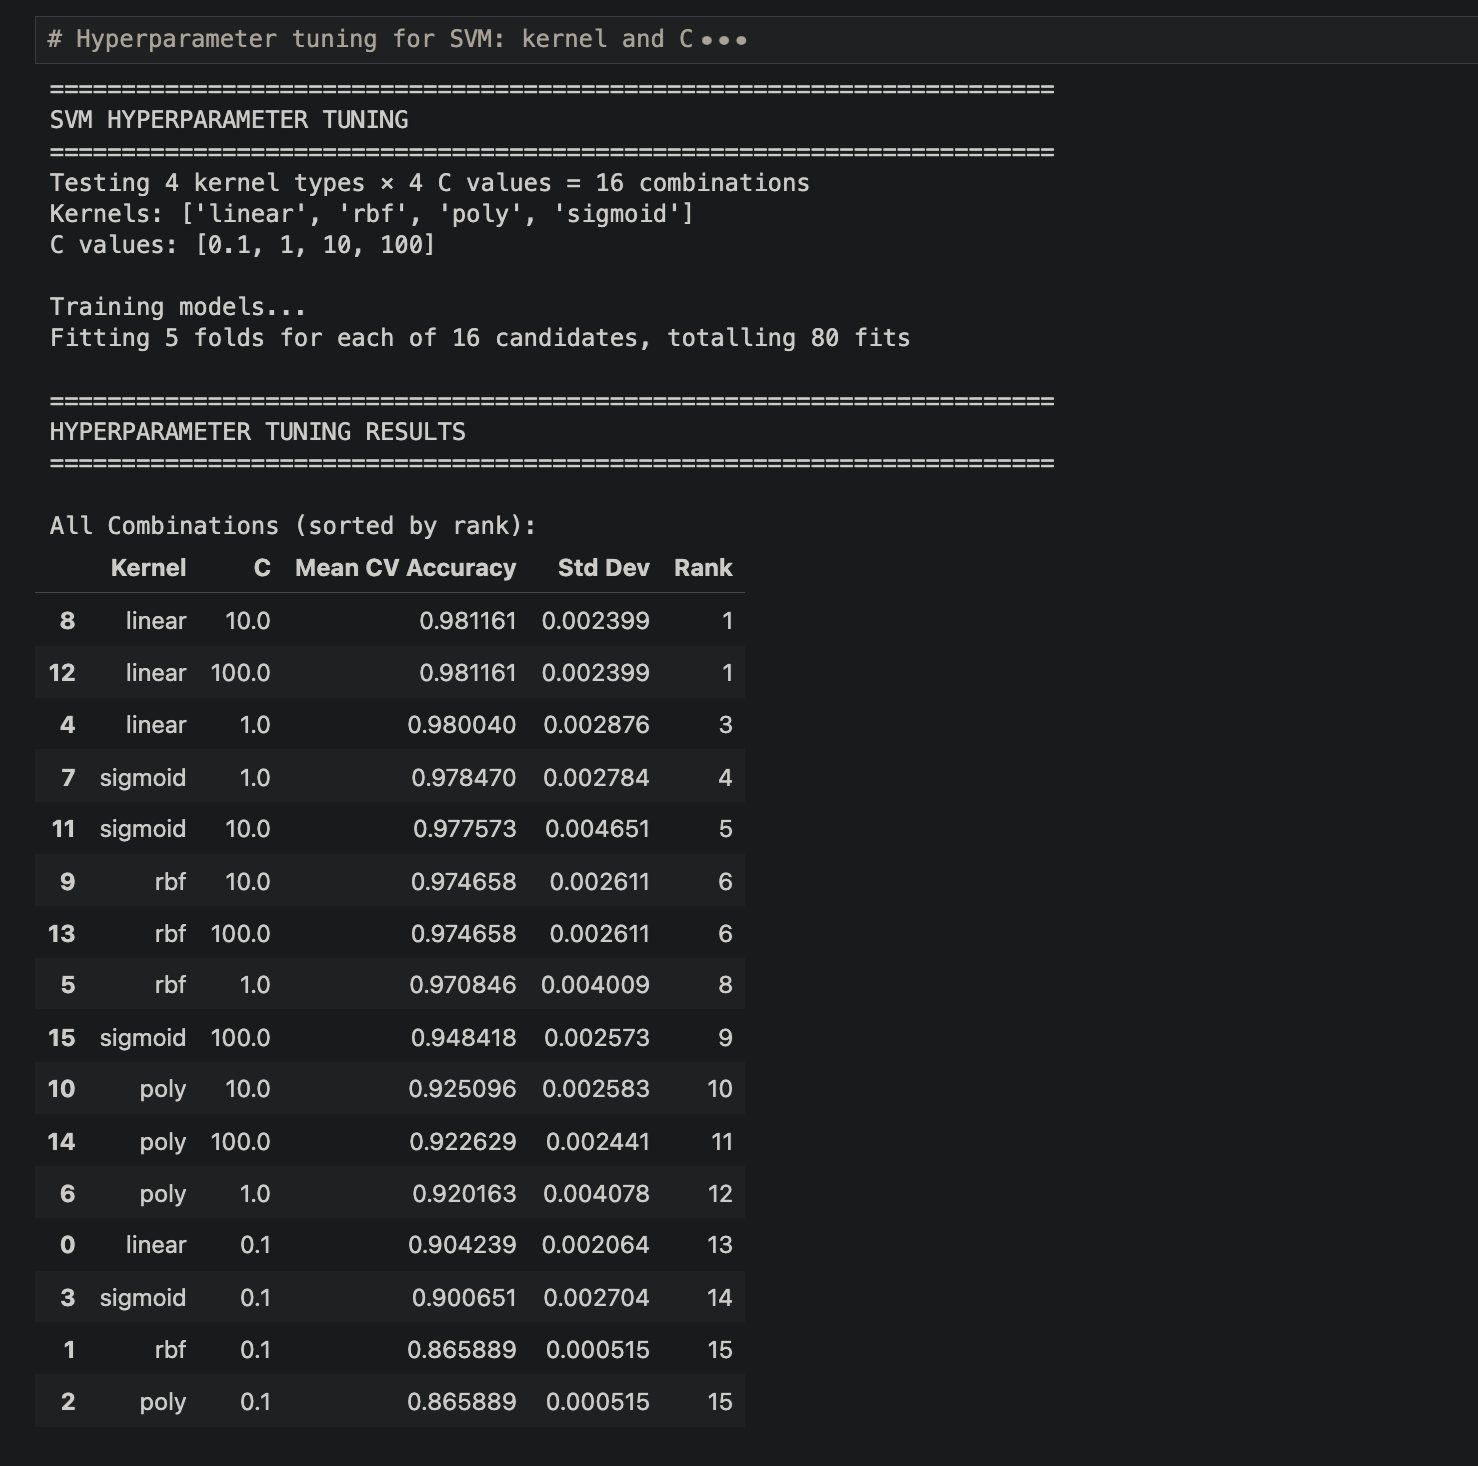 # Hyperparameter tuning for SVM: kernel and C•••
======================================================================
SVM HYPERPARAMETER TUNING
======================================================================
Testing 4 kernel types × 4 C values = 16 combinations
Kernels: ['linear', 'rbf', 'poly', 'sigmoid']
C values: [0.1, 1, 10, 100]
Training models...
Fitting 5 folds for each of 16 candidates, totalling 80 fits
======================================================================
HYPERPARAMETER TUNING RESULTS
======================================================================
All Combinations (sorted by rank):
Kernel C Mean CV Accuracy Std Dev Rank
8 linear 10.0 0.981161 0.002399 1
12 linear 100.0 0.981161 0.002399 1
4 linear 1.0 0.980040 0.002876 3
7 sigmoid 1.0 0.978470 0.002784 4
11 sigmoid 10.0 0.977573 0.004651 5
9 rbf 10.0 0.974658 0.002611 6
13 rbf 100.0 0.974658 0.002611 6
5 rbf 1.0 0.970846 0.004009 8
15 sigmoid 100.0 0.948418 0.002573 9
10 poly 10.0 0.925096 0.002583 10
14 poly 100.0 0.922629 0.002441 11
6 poly 1.0 0.920163 0.004078 12
0 linear 0.1 0.904239 0.002064 13
3 sigmoid 0.1 0.900651 0.002704 14
1 rbf 0.1 0.865889 0.000515 15
2 poly 0.1 0.865889 0.000515 15